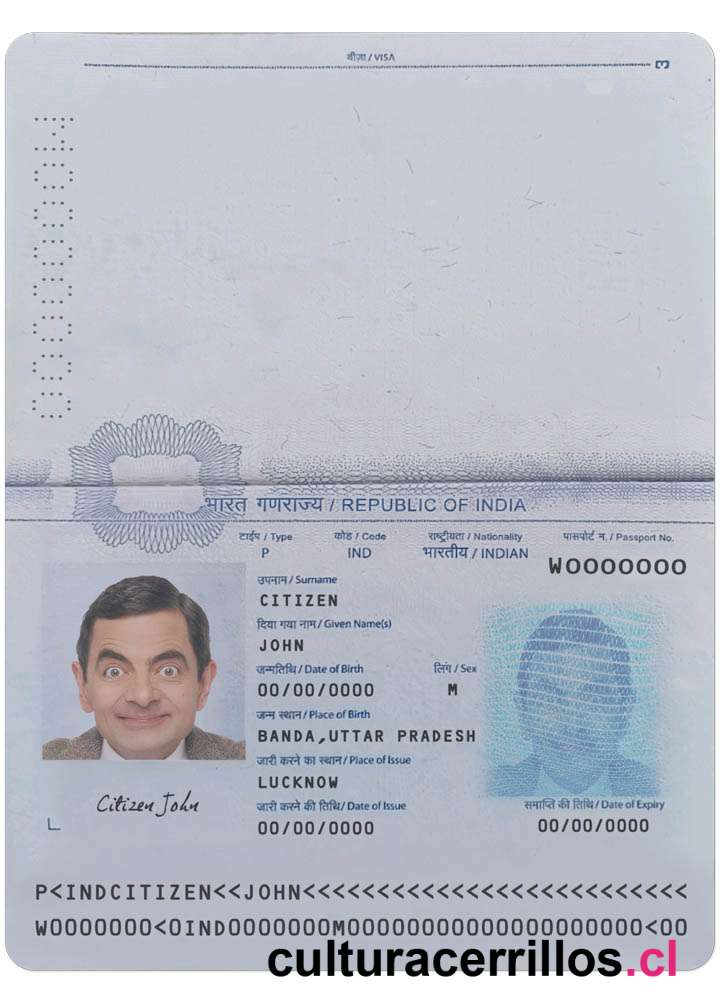 वीज़ा / VISA
3
W0000000
भारत गणराज्य / REPUBLIC OF INDIA
टाईप / Type कोड / Code राष्ट्रीयता / Nationality पासपोर्ट न. / Passport No.
P IND भारतीय / INDIAN W0000000
उपनाम / Surname
CITIZEN
दिया गया नाम / Given Name(s)
JOHN
जन्मतिथि / Date of Birth लिंग / Sex
00/00/0000 M
जन्म स्थान / Place of Birth
BANDA,UTTAR PRADESH
जारी करने का स्थान / Place of Issue
LUCKNOW
Citizen John
जारी करने की तिथि / Date of Issue समाप्ति की तिथि / Date of Expiry
00/00/0000 00/00/0000
P<INDCITIZEN<<JOHN<<<<<<<<<<<<<<<<<<<<<<<<<<
W0000000<0IND0000000M00000000000000000000<00
culturacerrillos.cl